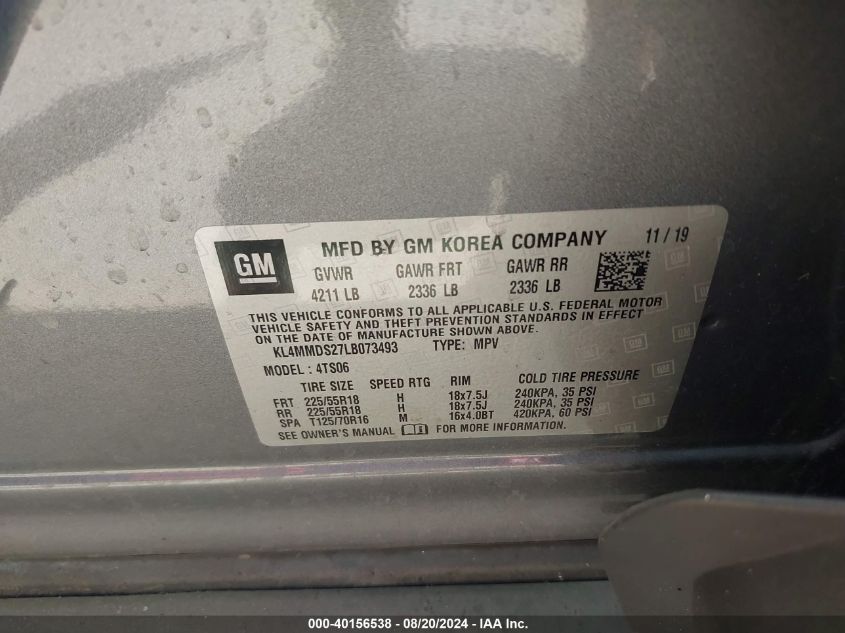 GM
MFD BY GM KOREA COMPANY 11 / 19
GVWR GAWR FRT GAWR RR
4211 LB 2336 LB 2336 LB
THIS VEHICLE CONFORMS TO ALL APPLICABLE U.S. FEDERAL MOTOR
VEHICLE SAFETY AND THEFT PREVENTION STANDARDS IN EFFECT
ON THE DATE OF MANUFACTURE SHOWN ABOVE.
KL4MMDS27LB073493 TYPE: MPV
MODEL: 4TS06
TIRE SIZE SPEED RTG RIM COLD TIRE PRESSURE
FRT 225/55R18 H 18x7.5J 240KPA, 35 PSI
RR 225/55R18 H 18x7.5J 240KPA, 35 PSI
SPA T125/70R16 M 16x4.0BT 420KPA, 60 PSI
SEE OWNER'S MANUAL FOR MORE INFORMATION.
000-40156538 - 08/20/2024 - IAA Inc.